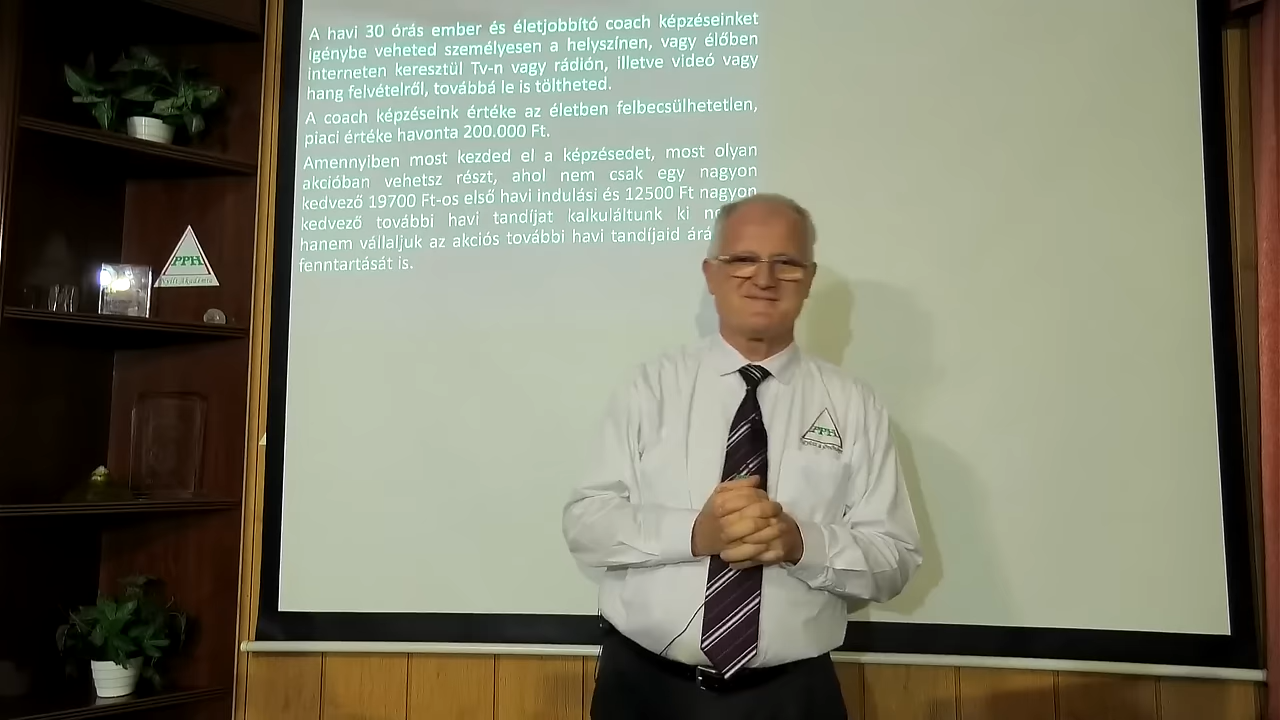 A havi 30 órás ember és életjobbító coach képzéseinket
igénybe veheted személyesen a helyszínen, vagy élőben
interneten keresztül Tv-n vagy rádión, illetve videó vagy
hang felvételről, továbbá le is töltheted.
A coach képzéseink értéke az életben felbecsülhetetlen,
piaci értéke havonta 200.000 Ft.
Amennyiben most kezded el a képzésedet, most olyan
akcióban vehetsz részt, ahol nem csak egy nagyon
kedvező 19700 Ft-os első havi indulási és 12500 Ft nagyon
kedvező további havi tandíjat kalkuláltunk ki
hanem vállaljuk az akciós további havi tandíjaid
fenntartását is.
PPH
Nyílt Akadémia
PPH